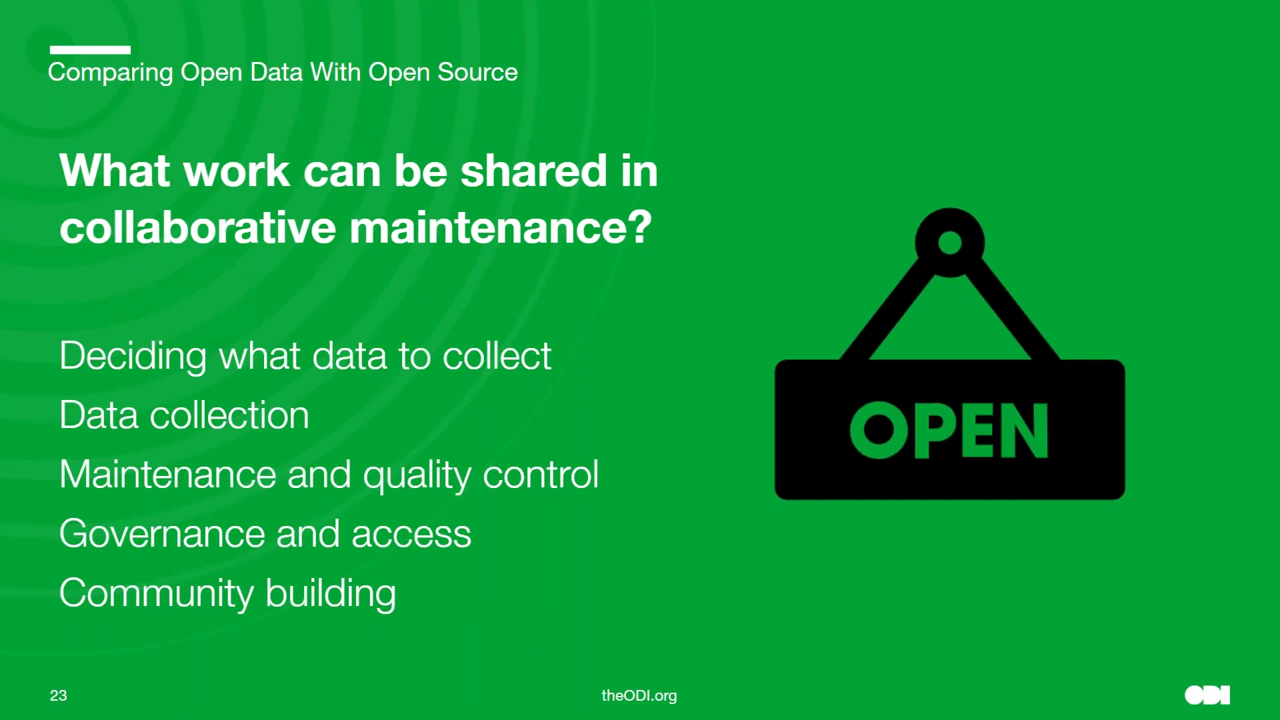 Comparing Open Data With Open Source
What work can be shared in
collaborative maintenance?
Deciding what data to collect
Data collection
Maintenance and quality control
Governance and access
Community building
OPEN
23
theODI.org
ODI